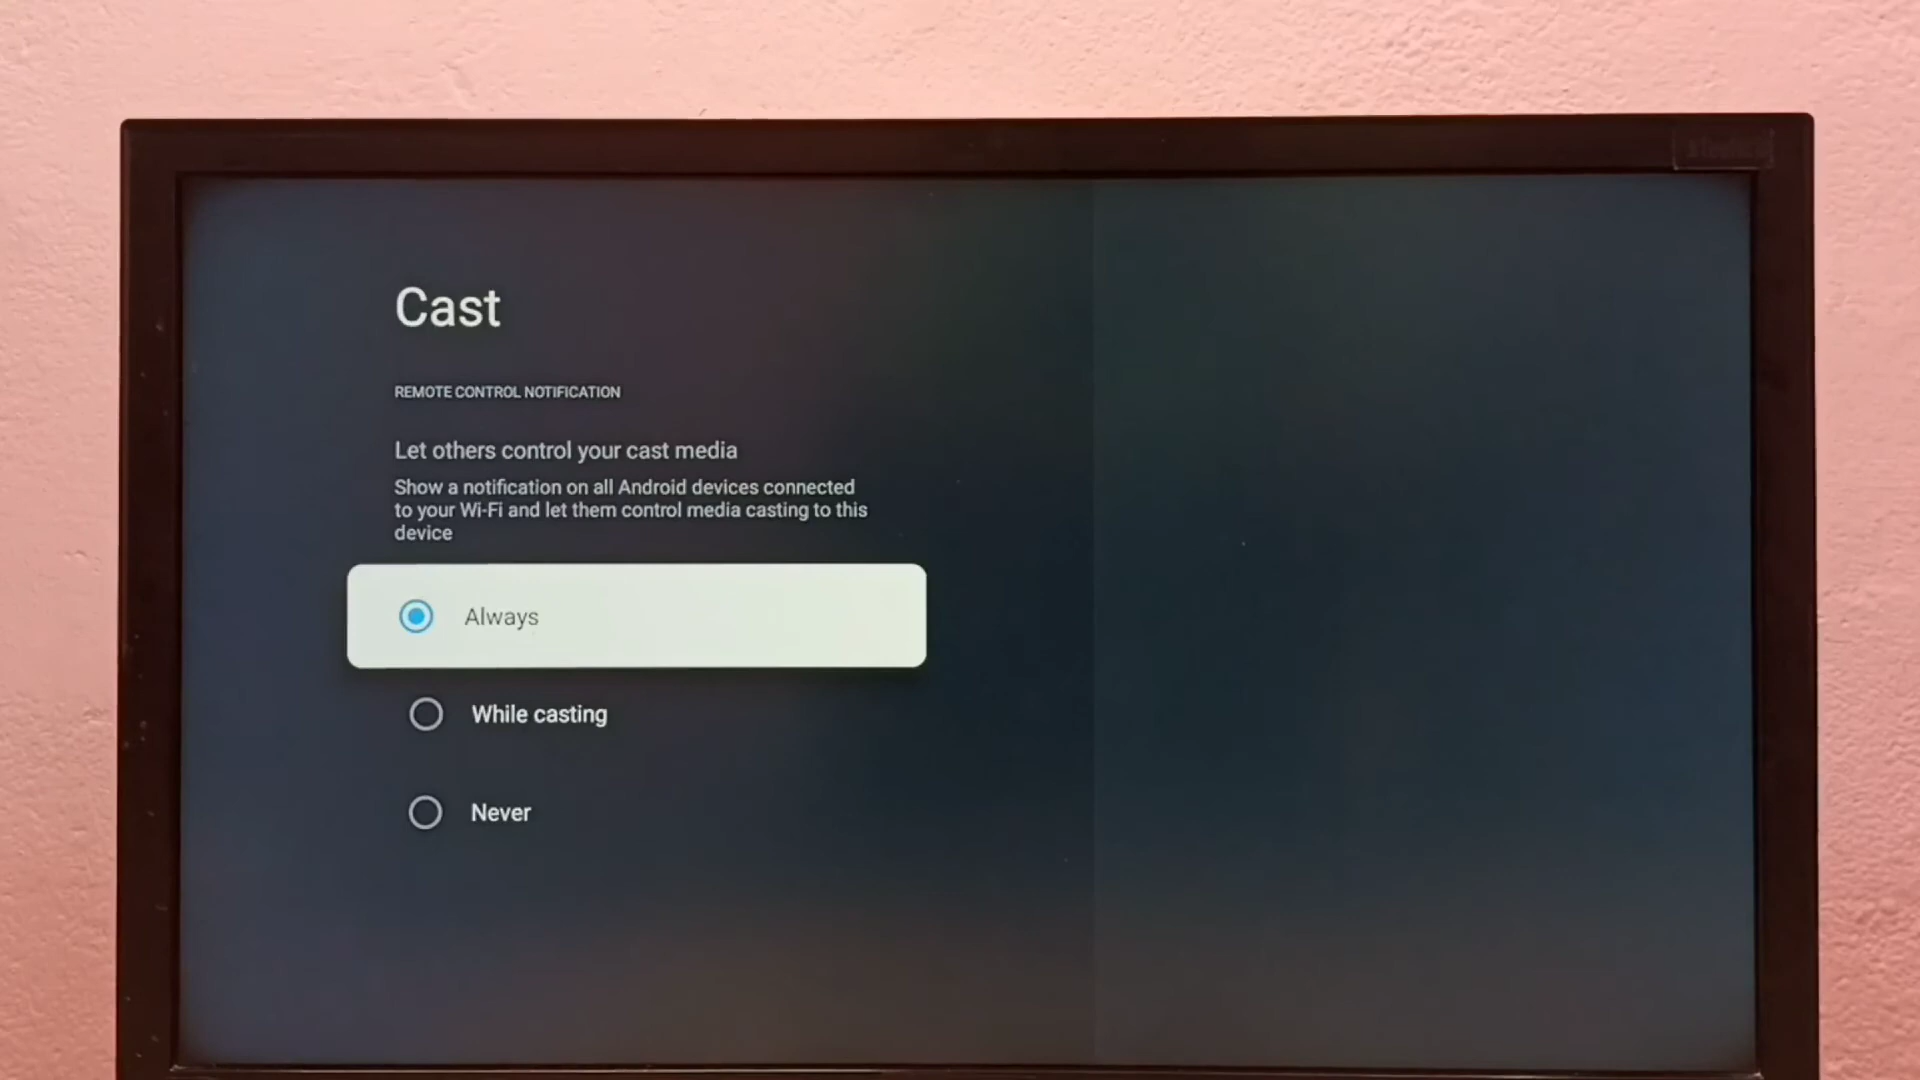 Cast
REMOTE CONTROL NOTIFICATION
Let others control your cast media
Show a notification on all Android devices connected
to your Wi-Fi and let them control media casting to this
device
Always
While casting
Never